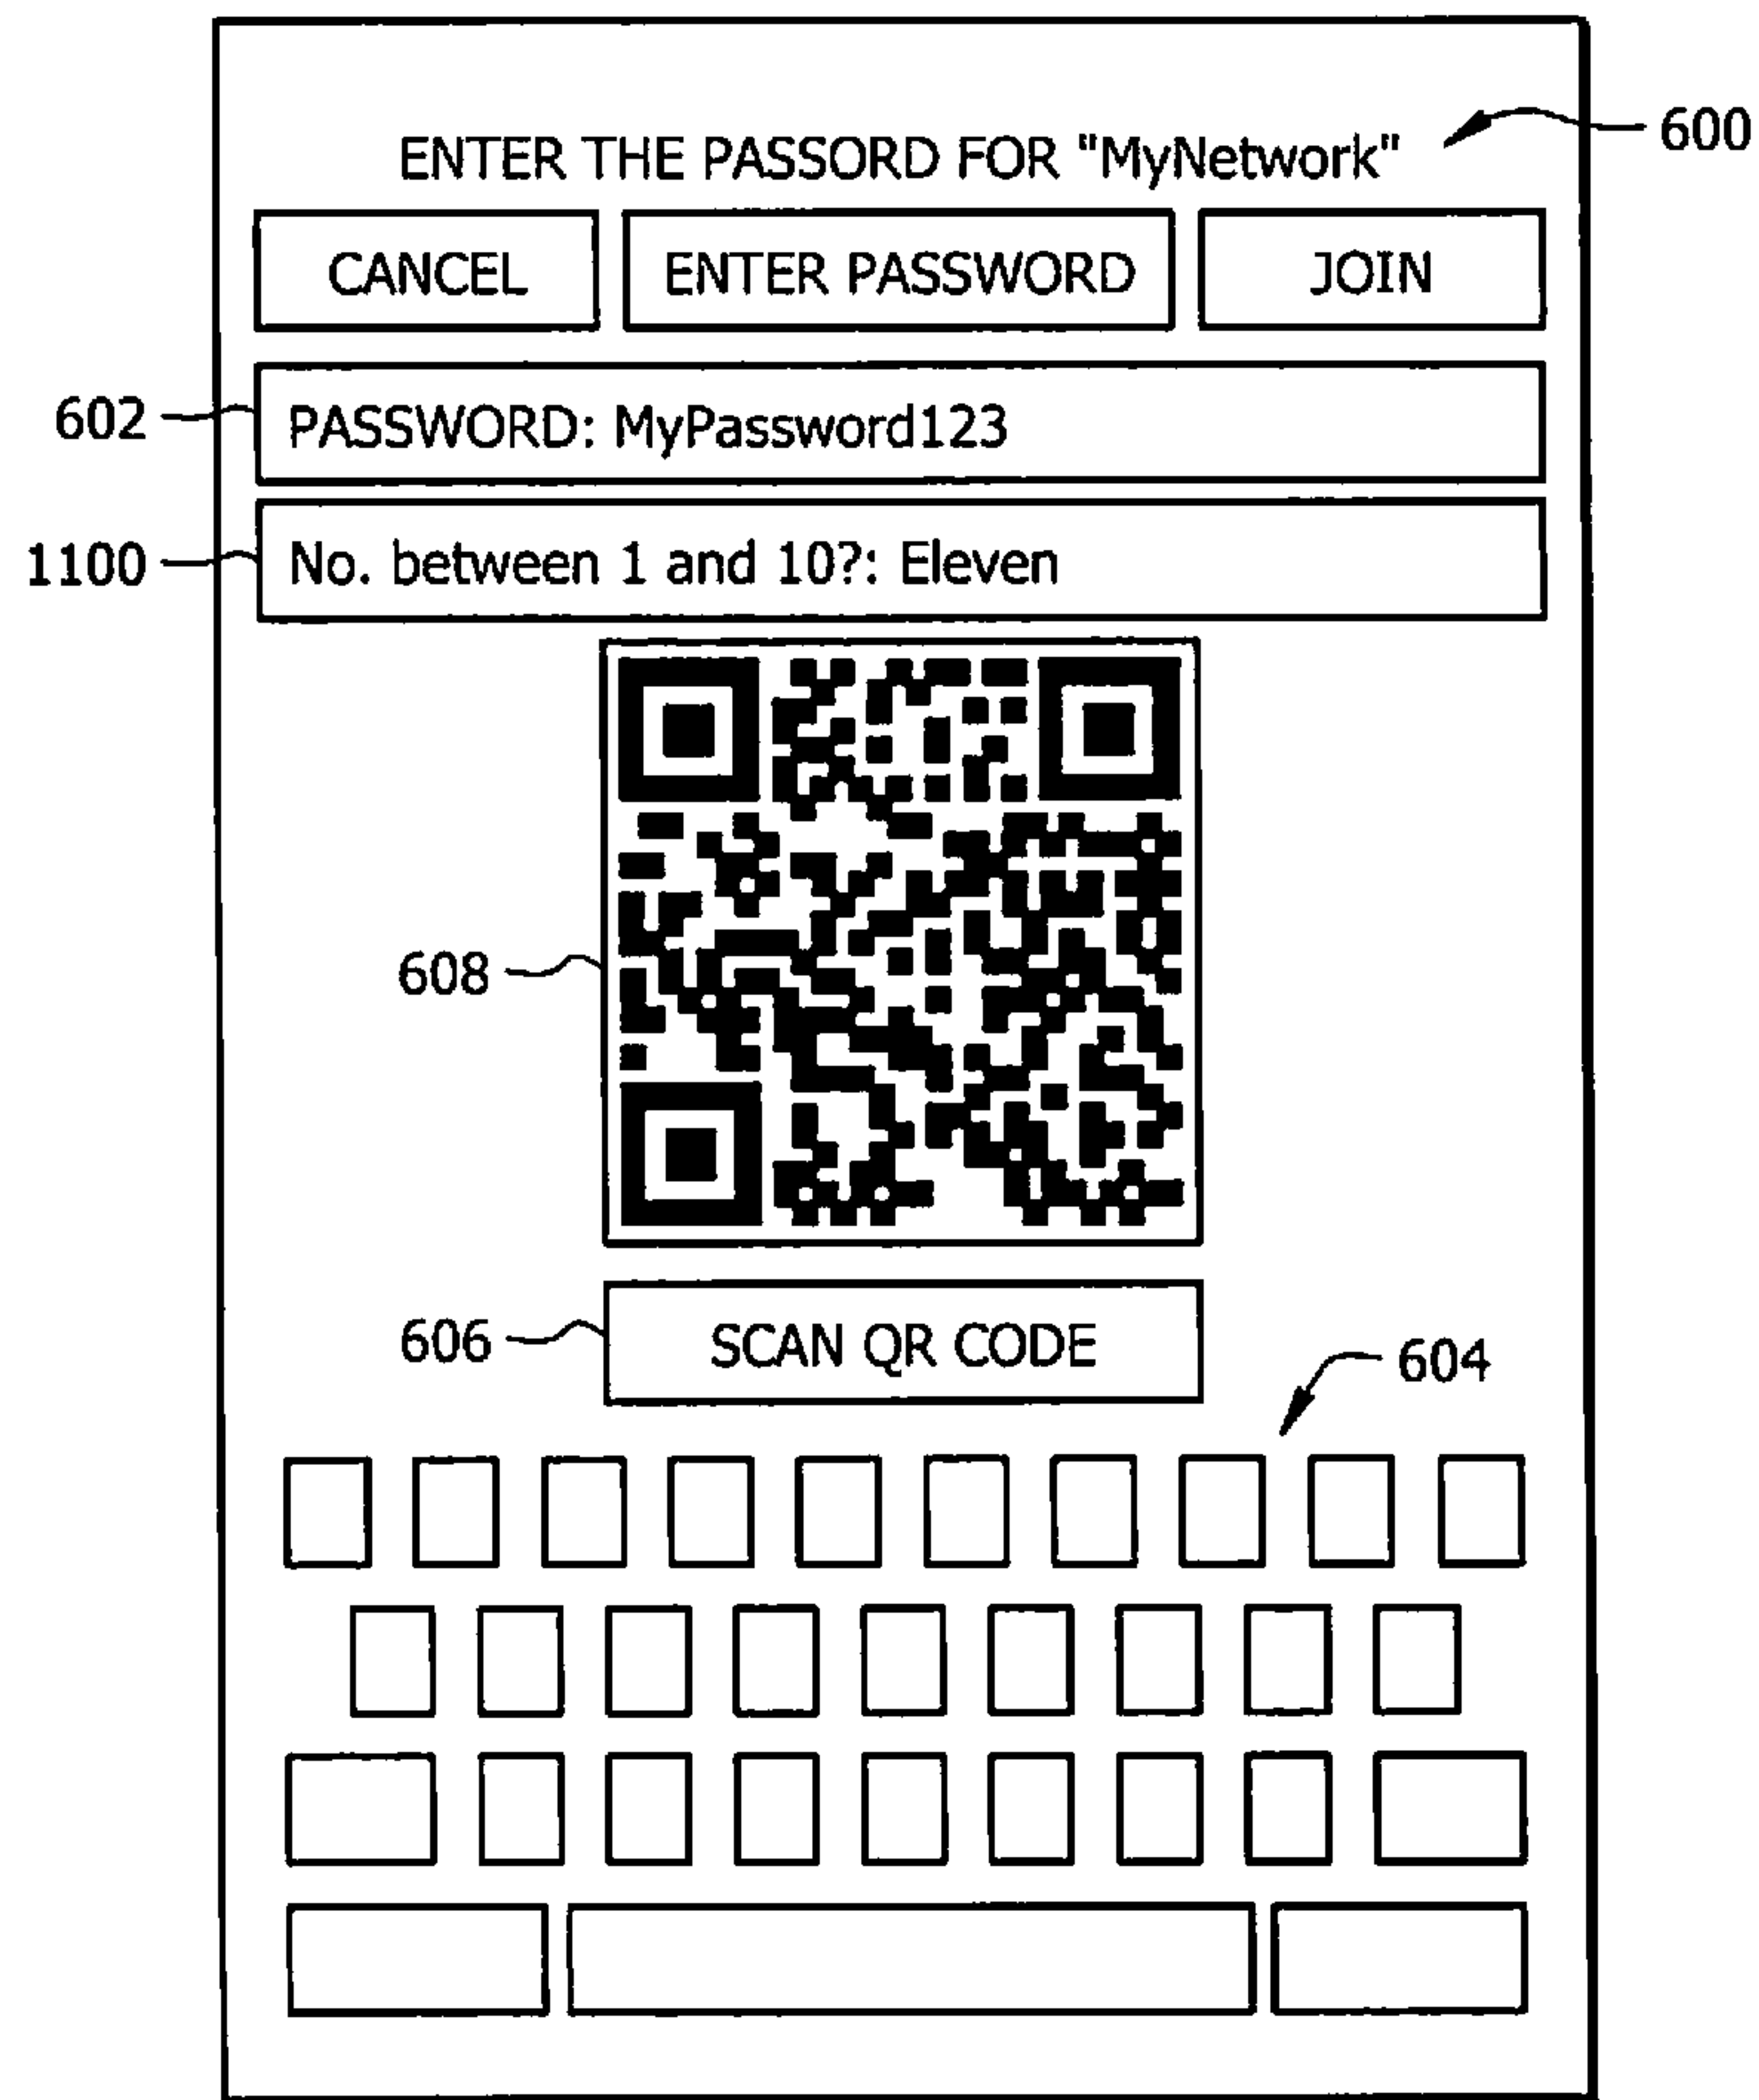 ENTER THE PASSORD FOR "MyNetwork"
600
CANCEL
ENTER PASSWORD
JOIN
602
PASSWORD: MyPassword123
1100
No. between 1 and 10?: Eleven
608
606
SCAN QR CODE
604